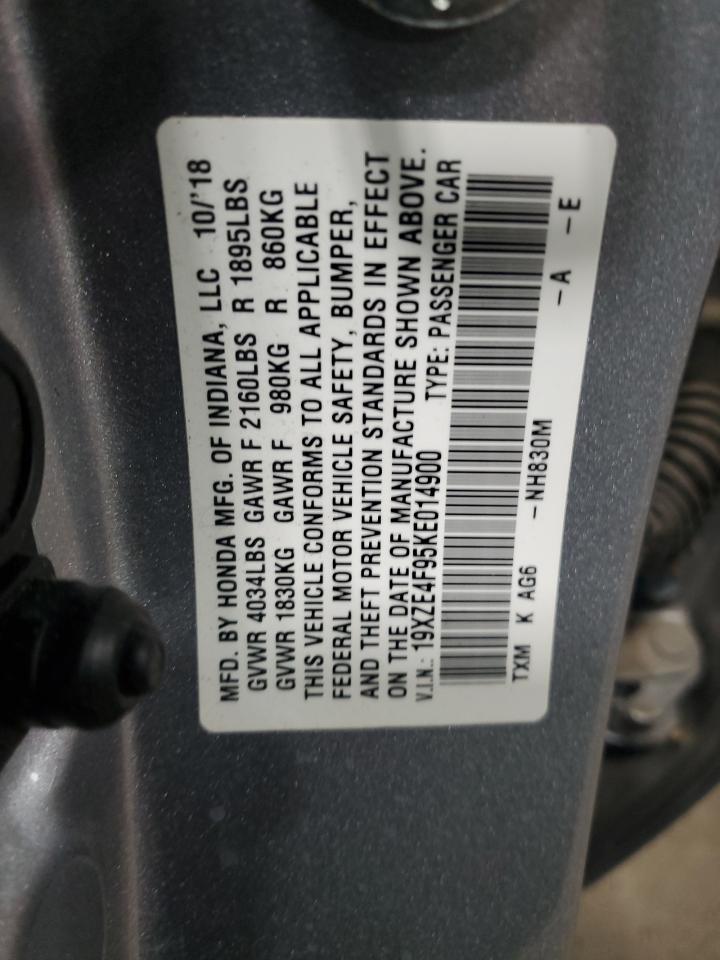 MFD. BY HONDA MFG. OF INDIANA, LLC 10/'18
GVWR 4034LBS GAWR F 2160LBS R 1895LBS
GVWR 1830KG GAWR F 980KG R 860KG
THIS VEHICLE CONFORMS TO ALL APPLICABLE
FEDERAL MOTOR VEHICLE SAFETY, BUMPER,
AND THEFT PREVENTION STANDARDS IN EFFECT
ON THE DATE OF MANUFACTURE SHOWN ABOVE.
V.I.N.: 19XZE4F95KE014900 TYPE: PASSENGER CAR
TXM K AG6 -NH830M -A -E